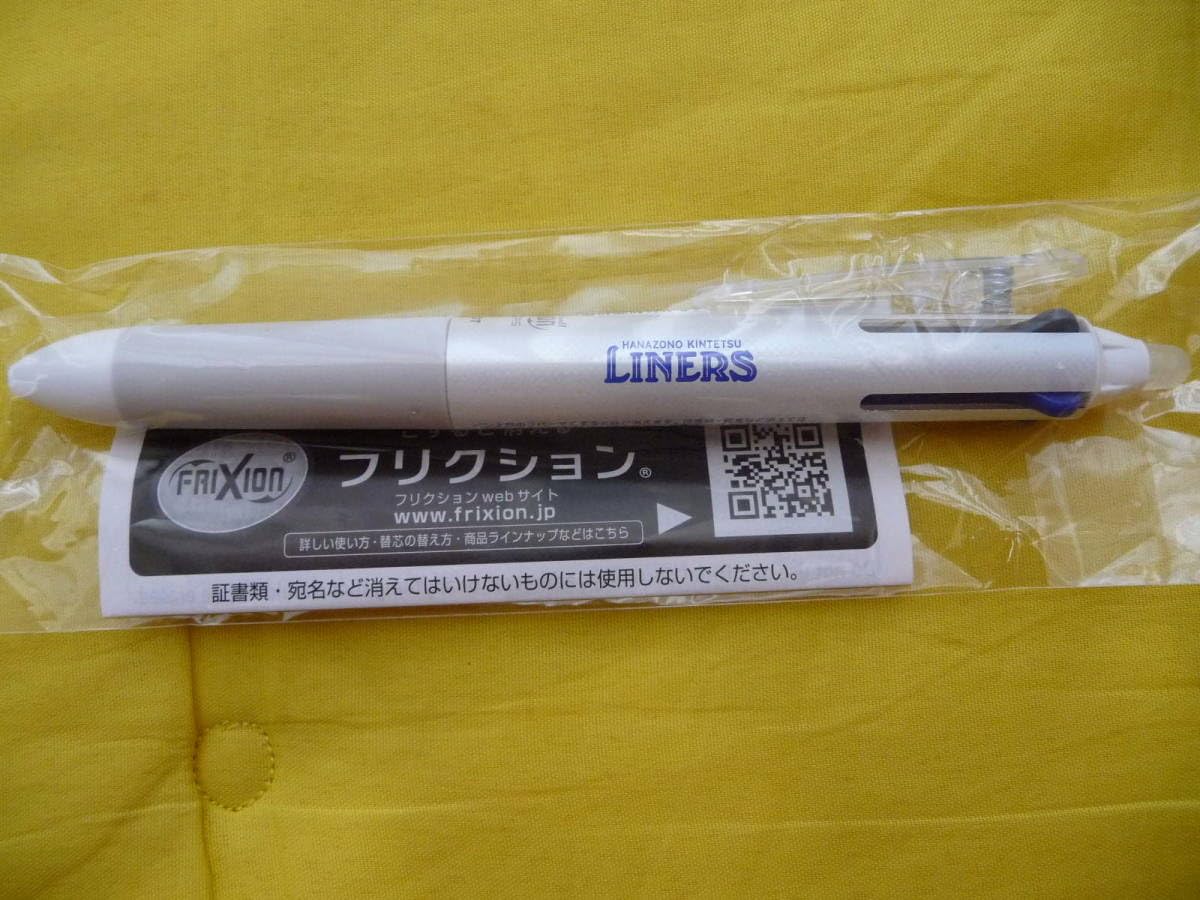 HANAZONO KINTETSU
LINERS
FRIXION®
フリクション®
フリクション webサイト
www.frixion.jp
詳しい使い方・替芯の替え方・商品ラインナップなどはこちら
証書類・宛名など消えてはいけないものには使用しないでください。